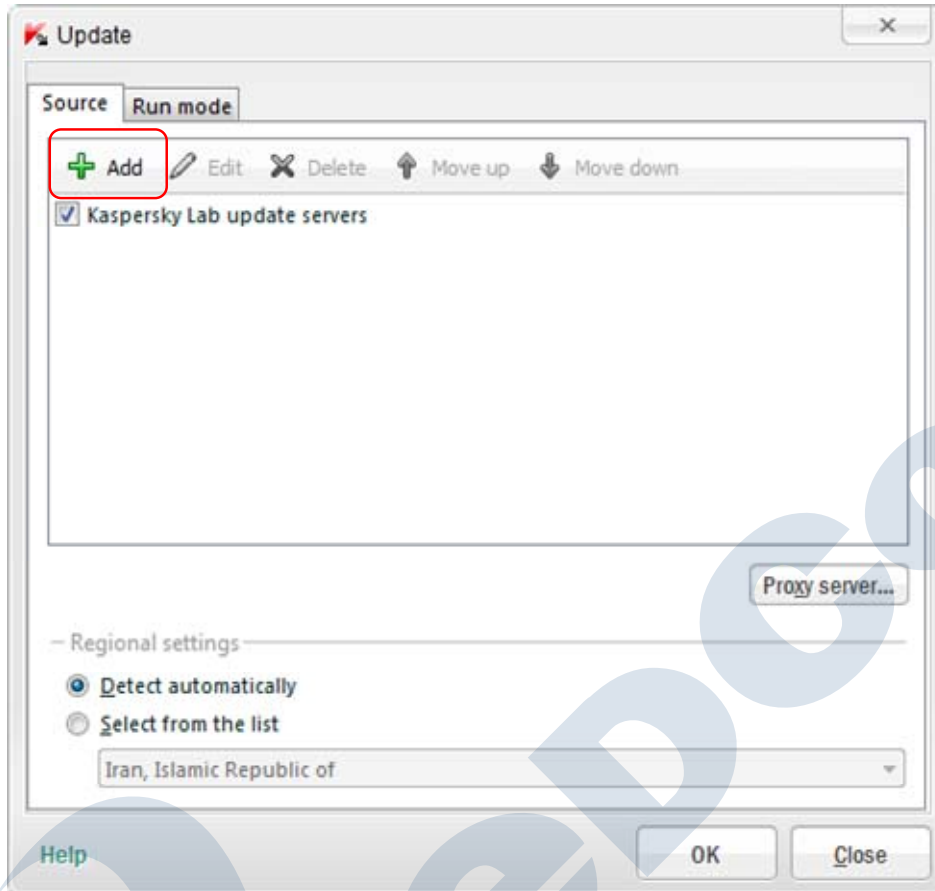 Update
Source Run mode
Add Edit Delete Move up Move down
Kaspersky Lab update servers
Proxy server...
Regional settings
Detect automatically
Select from the list
Iran, Islamic Republic of
Help OK Close